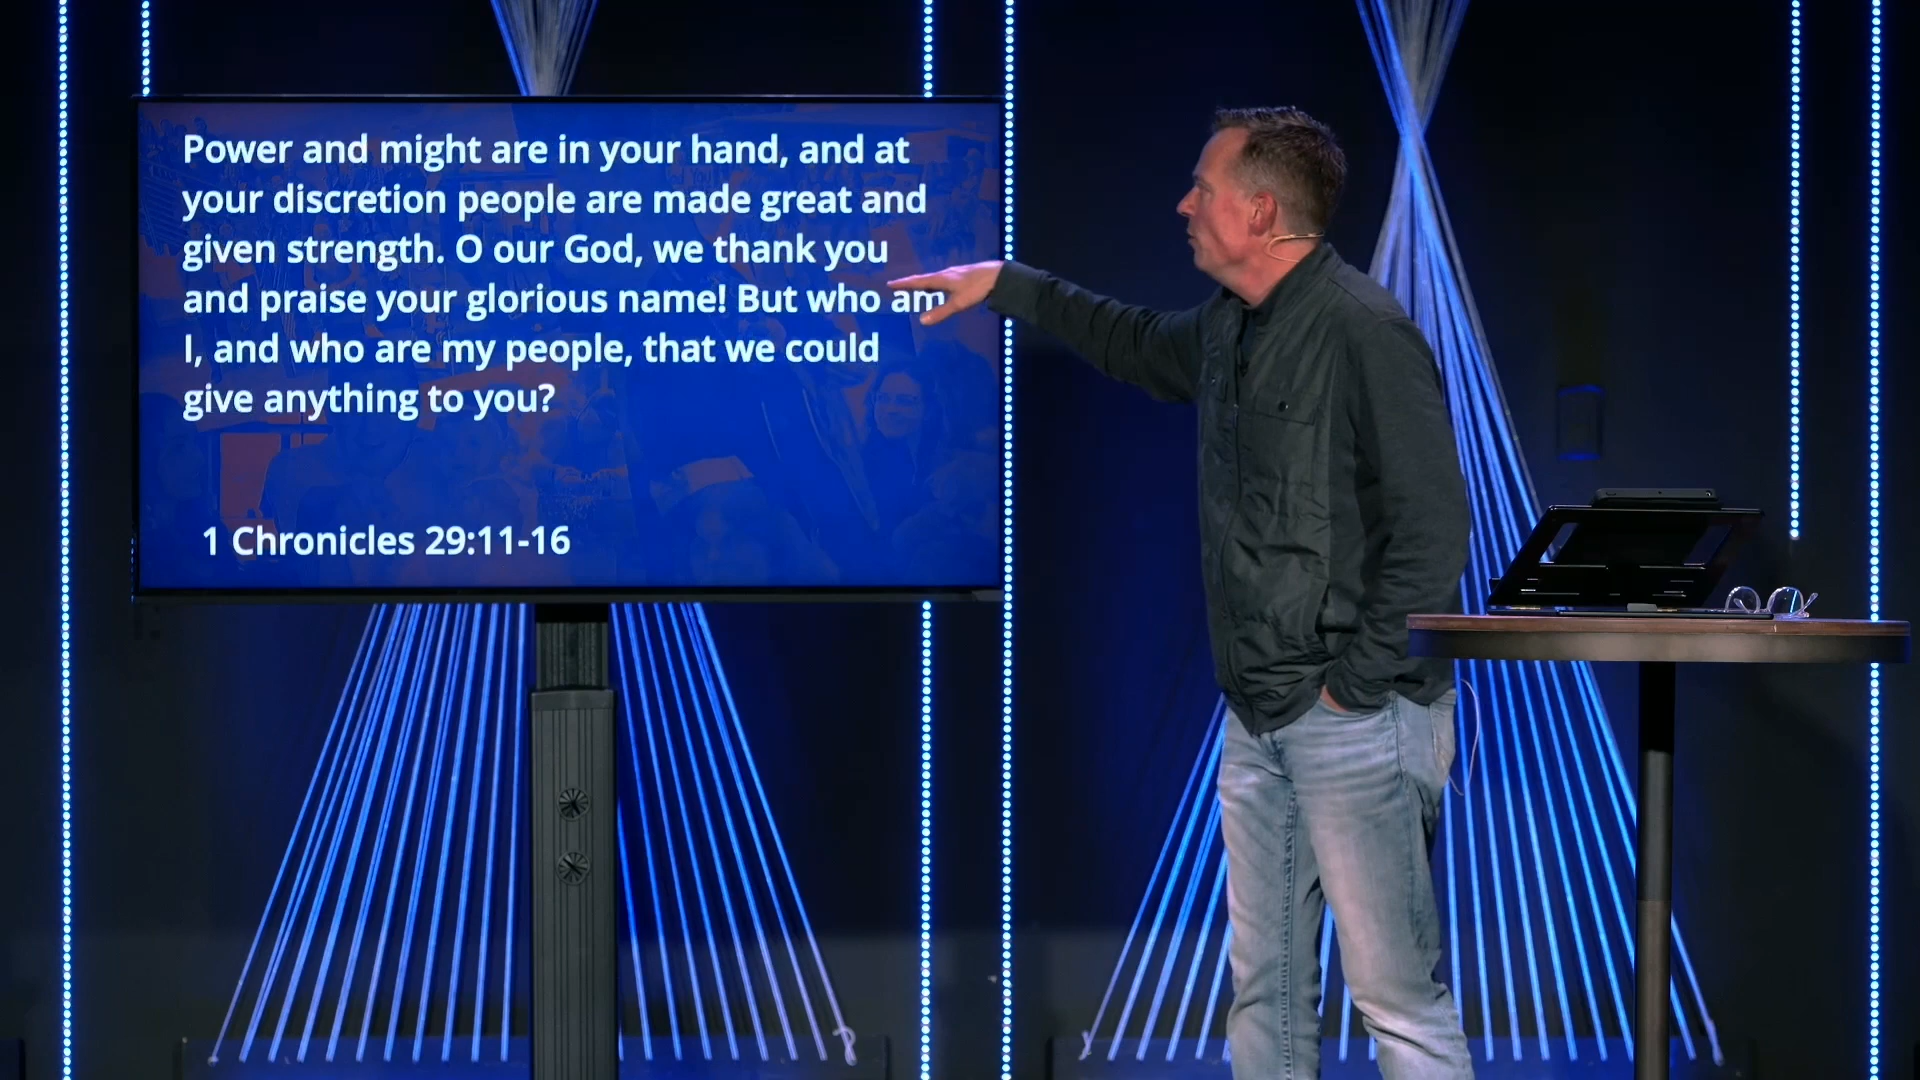 Power and might are in your hand, and at
your discretion people are made great and
given strength. O our God, we thank you
and praise your glorious name! But who am
I, and who are my people, that we could
give anything to you?
1 Chronicles 29:11-16